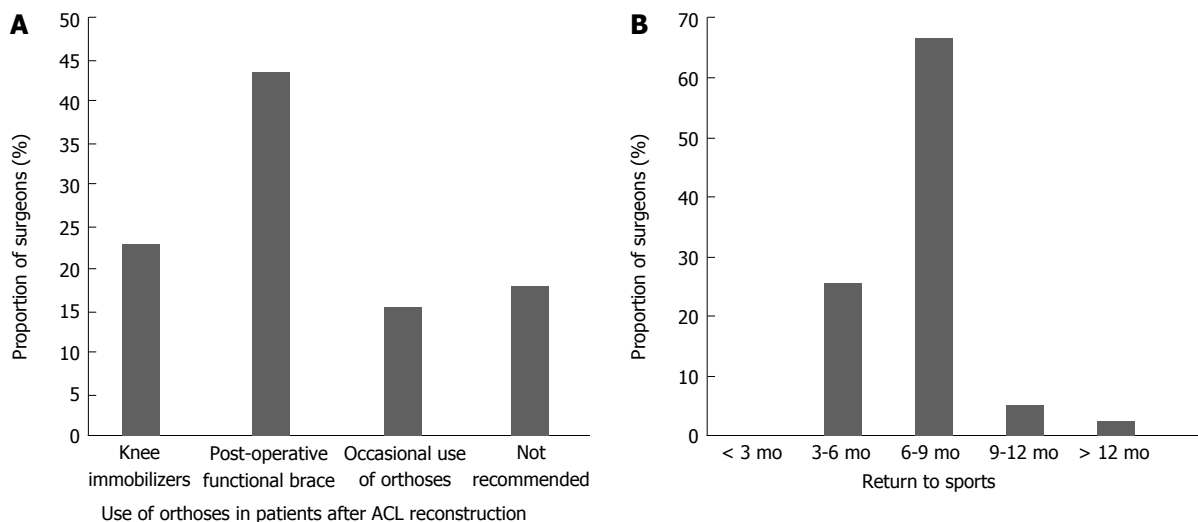 A
Proportion of surgeons (%)
50
45
40
35
30
25
20
15
10
5
0
Knee immobilizers
Post-operative functional brace
Occasional use of orthoses
Not recommended
Use of orthoses in patients after ACL reconstruction
B
Proportion of surgeons (%)
70
60
50
40
30
20
10
0
< 3 mo
3-6 mo
6-9 mo
9-12 mo
> 12 mo
Return to sports